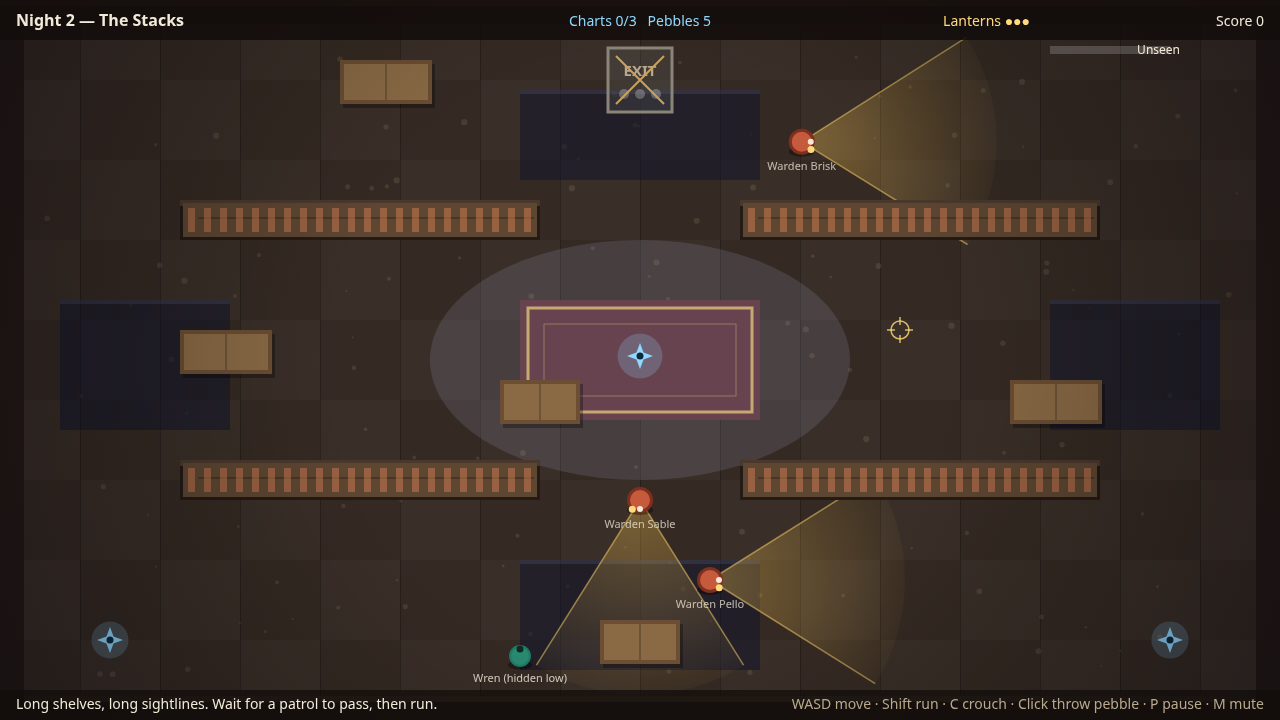 Night 2 — The Stacks
Charts 0/3 Pebbles 5
Lanterns
Score 0
Unseen
EXIT
Warden Brisk
Warden Sable
Warden Pello
Wren (hidden low)
Long shelves, long sightlines. Wait for a patrol to pass, then run.
WASD move · Shift run · C crouch · Click throw pebble · P pause · M mute